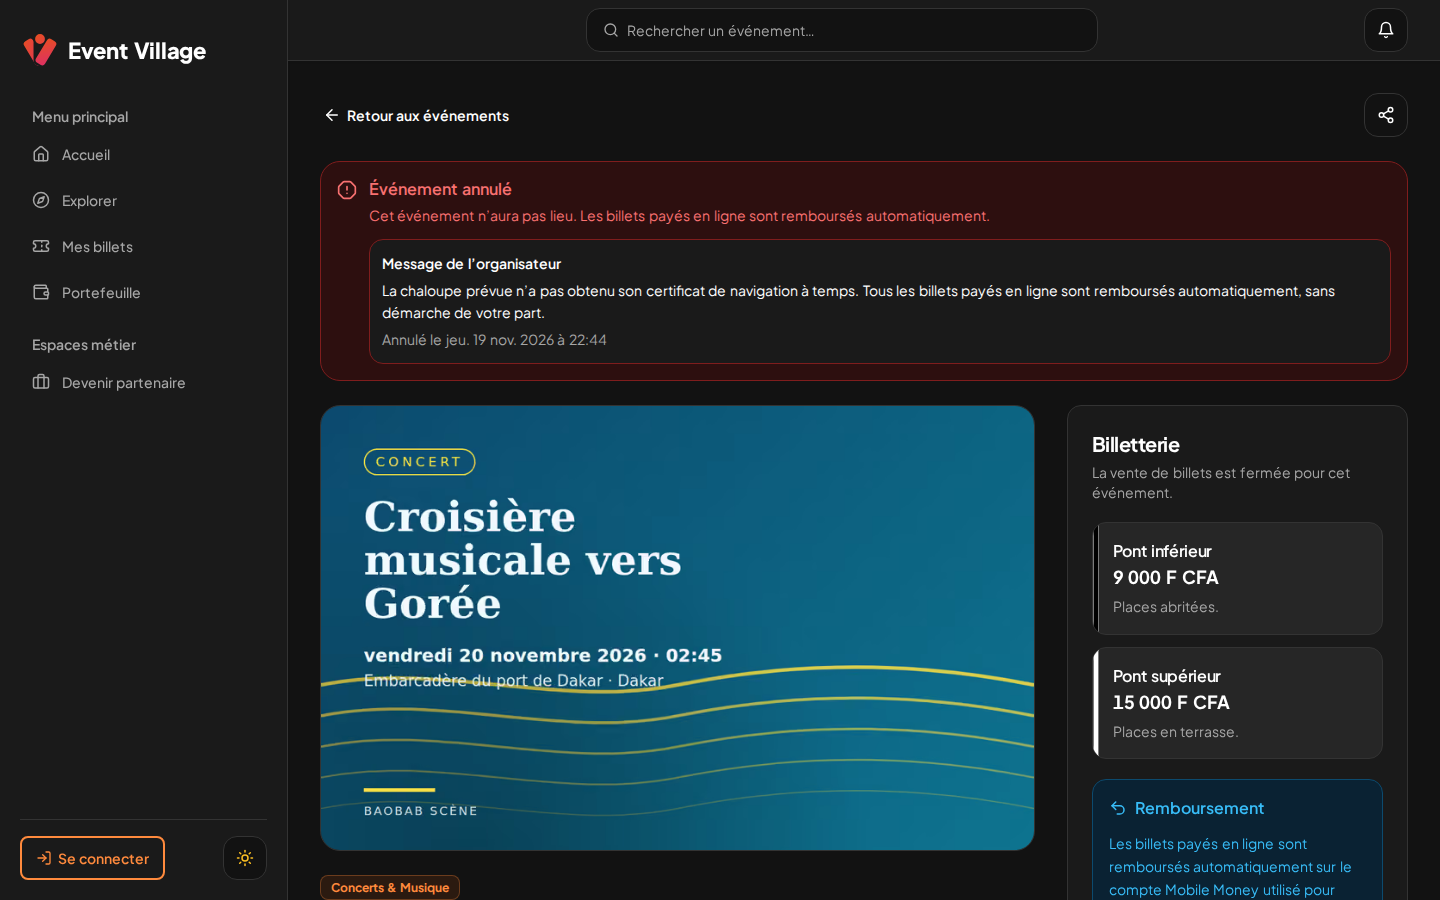 Event Village
Rechercher un événement…
Menu principal
Accueil
Explorer
Mes billets
Portefeuille
Espaces métier
Devenir partenaire
Se connecter
Retour aux événements
Événement annulé
Cet événement n’aura pas lieu. Les billets payés en ligne sont remboursés automatiquement.
Message de l’organisateur
La chaloupe prévue n’a pas obtenu son certificat de navigation à temps. Tous les billets payés en ligne sont remboursés automatiquement, sans
démarche de votre part.
Annulé le jeu. 19 nov. 2026 à 22:44
CONCERT
Croisière
musicale vers
Gorée
vendredi 20 novembre 2026 · 02:45
Embarcadère du port de Dakar · Dakar
BAOBAB SCÈNE
Concerts & Musique
Billetterie
La vente de billets est fermée pour cet
événement.
Pont inférieur
9 000 F CFA
Places abritées.
Pont supérieur
15 000 F CFA
Places en terrasse.
Remboursement
Les billets payés en ligne sont
remboursés automatiquement sur le
compte Mobile Money utilisé pour